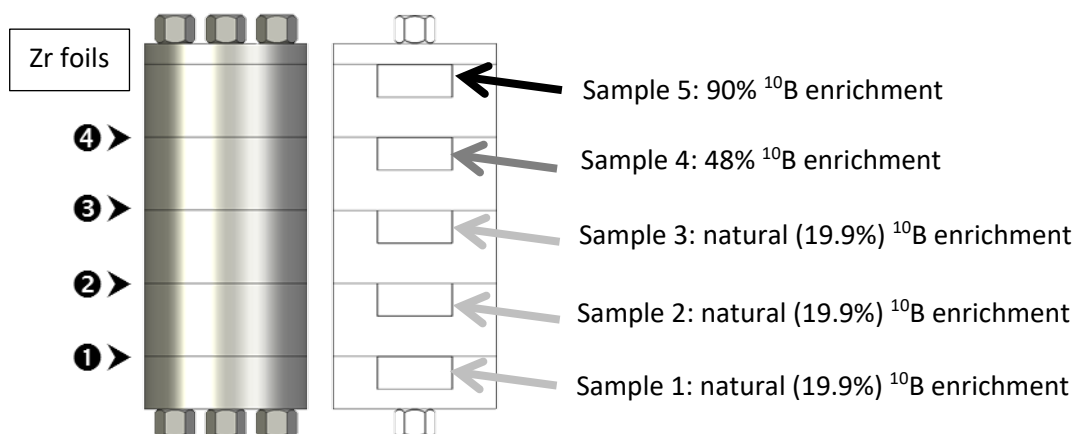 Zr foils
Sample 5: 90% ¹⁰B enrichment
❹
Sample 4: 48% ¹⁰B enrichment
❸
Sample 3: natural (19.9%) ¹⁰B enrichment
❷
Sample 2: natural (19.9%) ¹⁰B enrichment
❶
Sample 1: natural (19.9%) ¹⁰B enrichment